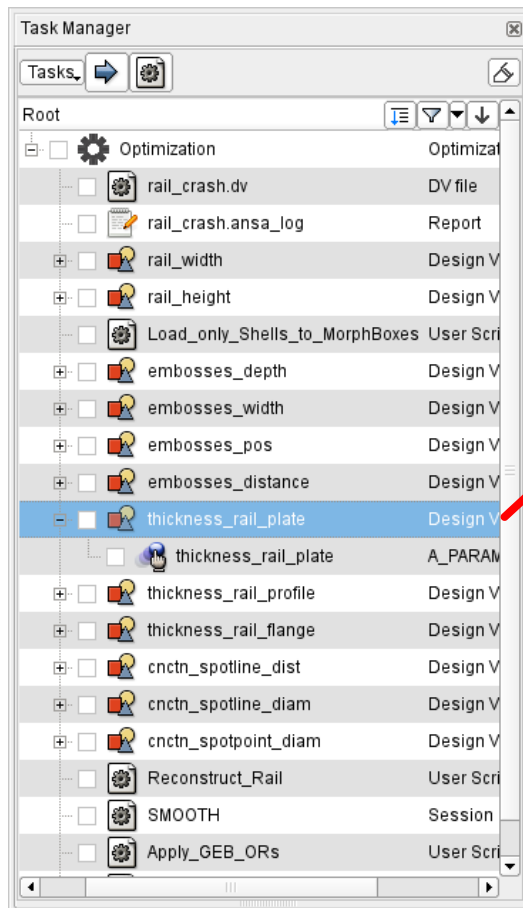 Task Manager
Tasks
Root
Optimization Optimizat
rail_crash.dv DV file
rail_crash.ansa_log Report
rail_width Design V
rail_height Design V
Load_only_Shells_to_MorphBoxes User Scri
embosses_depth Design V
embosses_width Design V
embosses_pos Design V
embosses_distance Design V
thickness_rail_plate Design V
thickness_rail_plate A_PARAM
thickness_rail_profile Design V
thickness_rail_flange Design V
cnctn_spotline_dist Design V
cnctn_spotline_diam Design V
cnctn_spotpoint_diam Design V
Reconstruct_Rail User Scri
SMOOTH Session
Apply_GEB_ORs User Scri